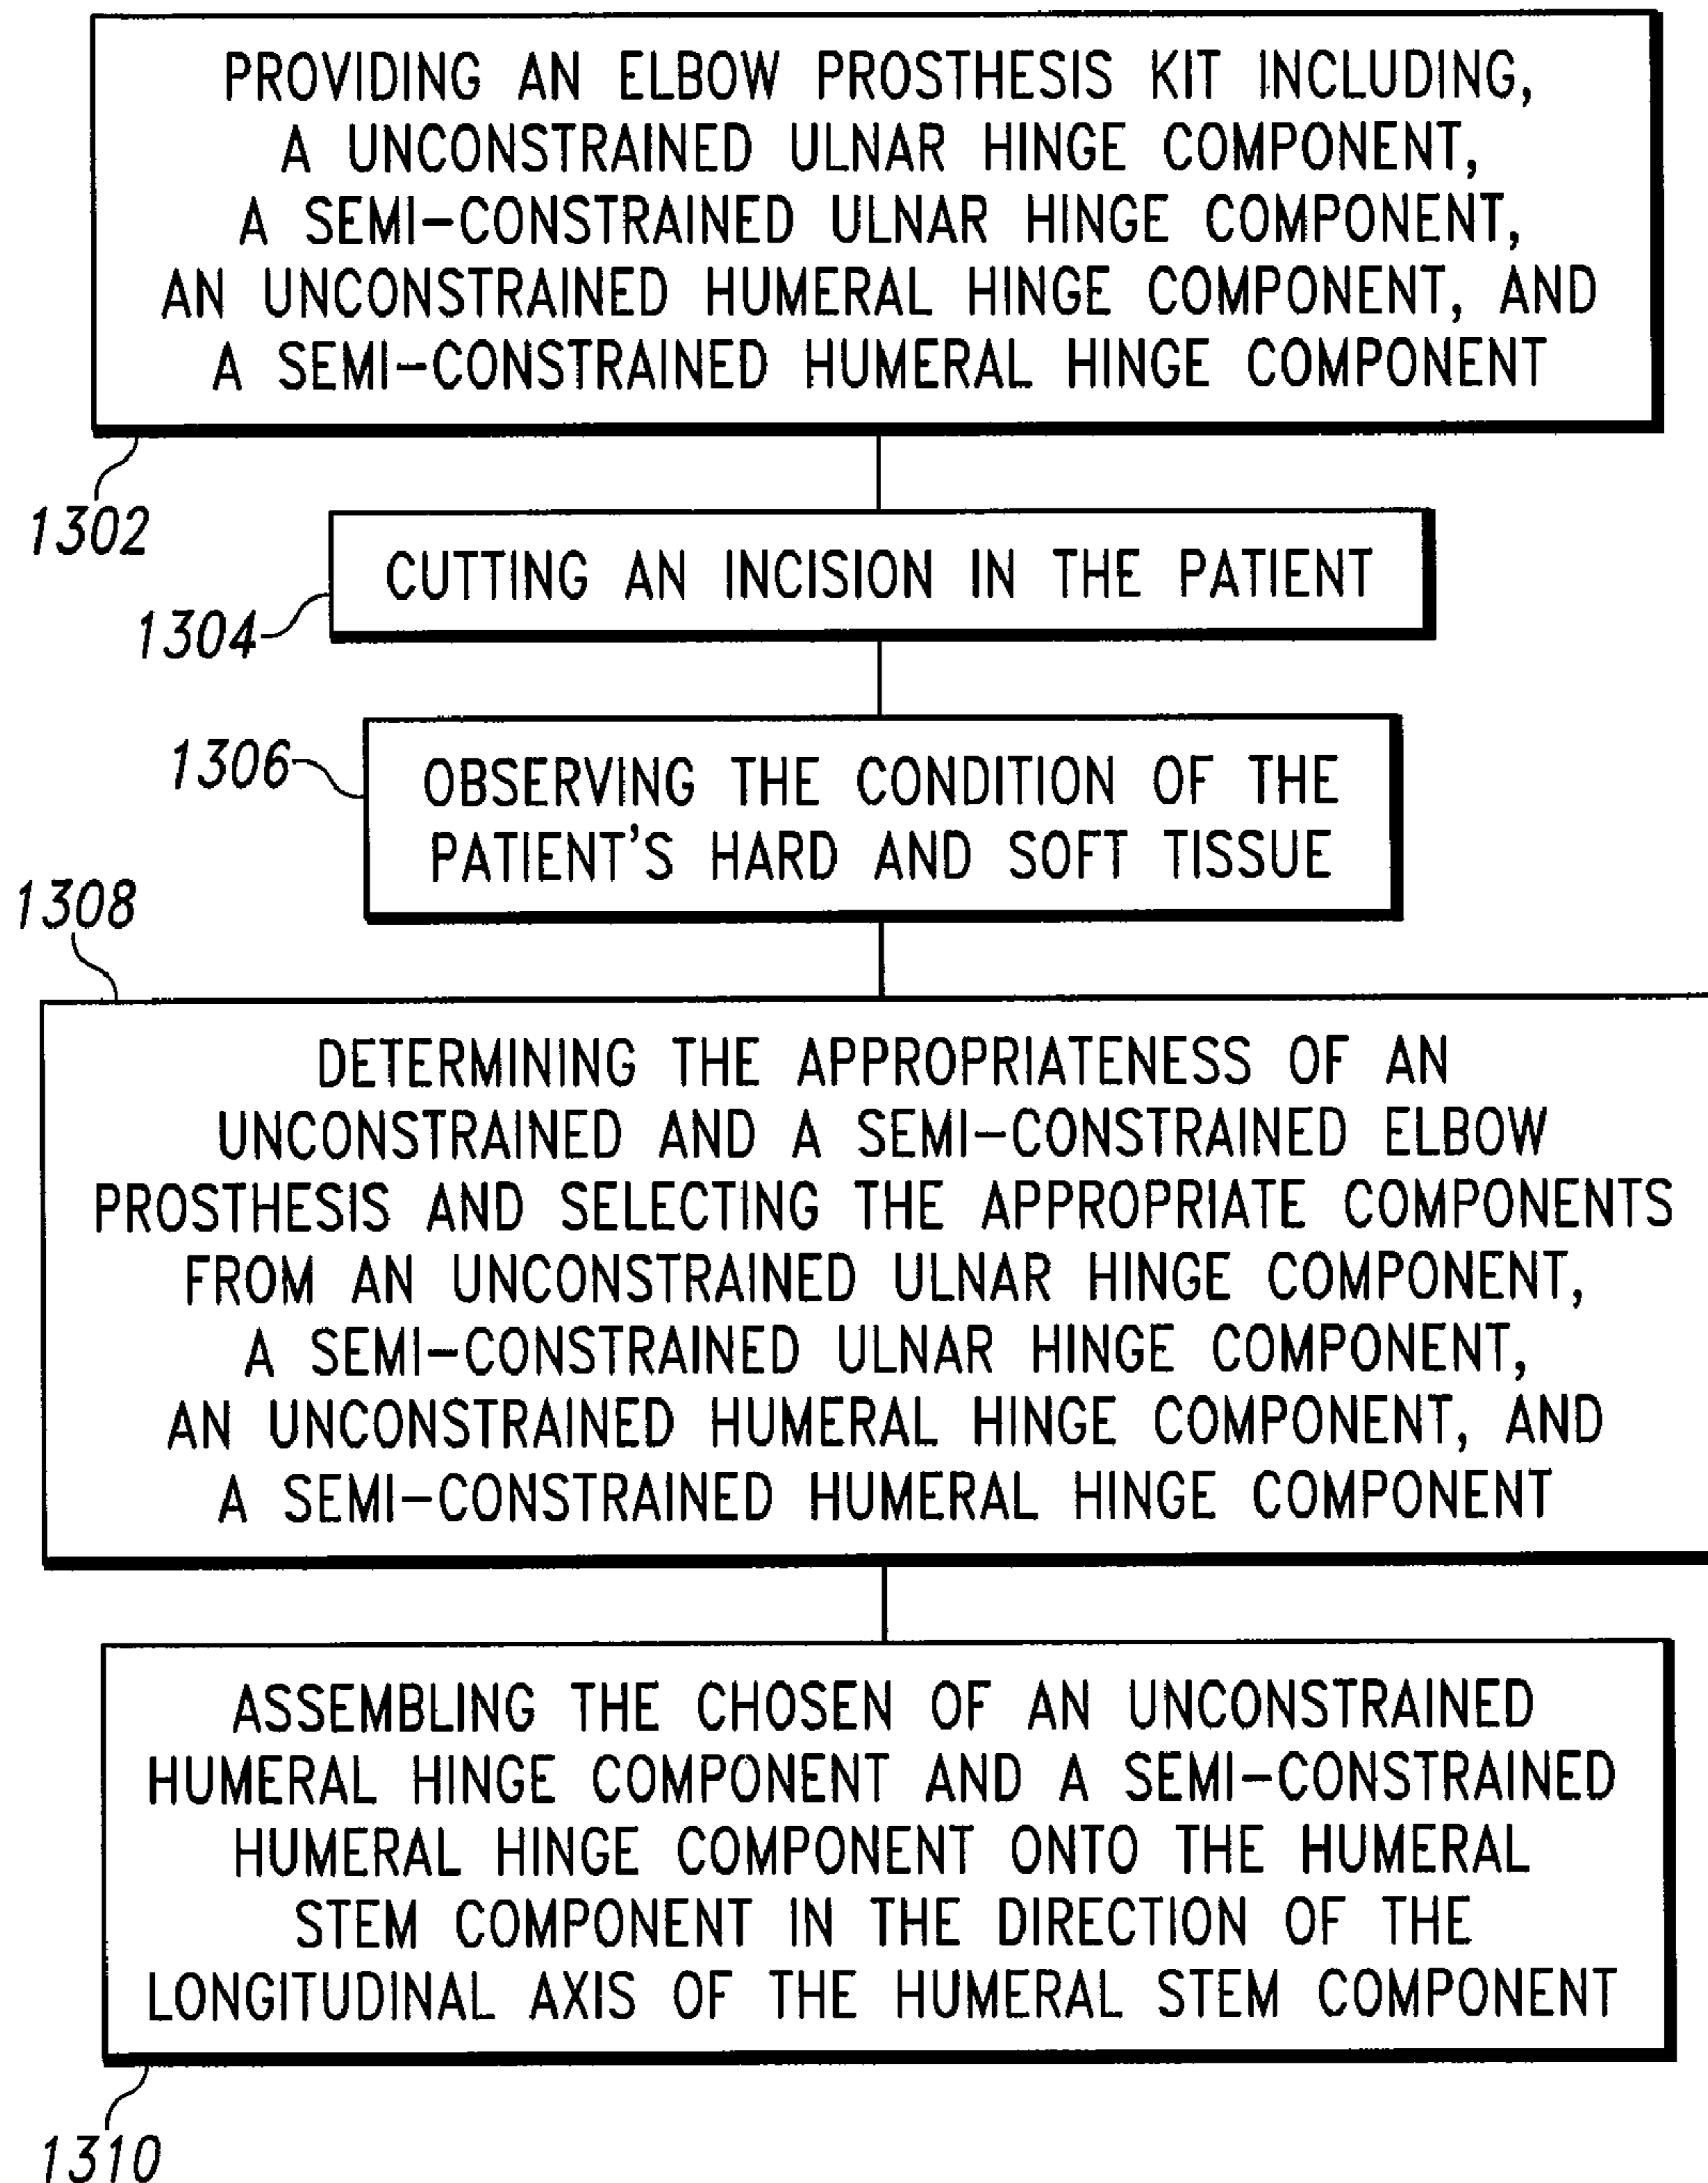 PROVIDING AN ELBOW PROSTHESIS KIT INCLUDING,
A UNCONSTRAINED ULNAR HINGE COMPONENT,
A SEMI-CONSTRAINED ULNAR HINGE COMPONENT,
AN UNCONSTRAINED HUMERAL HINGE COMPONENT, AND
A SEMI-CONSTRAINED HUMERAL HINGE COMPONENT
1302
CUTTING AN INCISION IN THE PATIENT
1304
1306
OBSERVING THE CONDITION OF THE
PATIENT'S HARD AND SOFT TISSUE
1308
DETERMINING THE APPROPRIATENESS OF AN
UNCONSTRAINED AND A SEMI-CONSTRAINED ELBOW
PROSTHESIS AND SELECTING THE APPROPRIATE COMPONENTS
FROM AN UNCONSTRAINED ULNAR HINGE COMPONENT,
A SEMI-CONSTRAINED ULNAR HINGE COMPONENT,
AN UNCONSTRAINED HUMERAL HINGE COMPONENT, AND
A SEMI-CONSTRAINED HUMERAL HINGE COMPONENT
ASSEMBLING THE CHOSEN OF AN UNCONSTRAINED
HUMERAL HINGE COMPONENT AND A SEMI-CONSTRAINED
HUMERAL HINGE COMPONENT ONTO THE HUMERAL
STEM COMPONENT IN THE DIRECTION OF THE
LONGITUDINAL AXIS OF THE HUMERAL STEM COMPONENT
1310